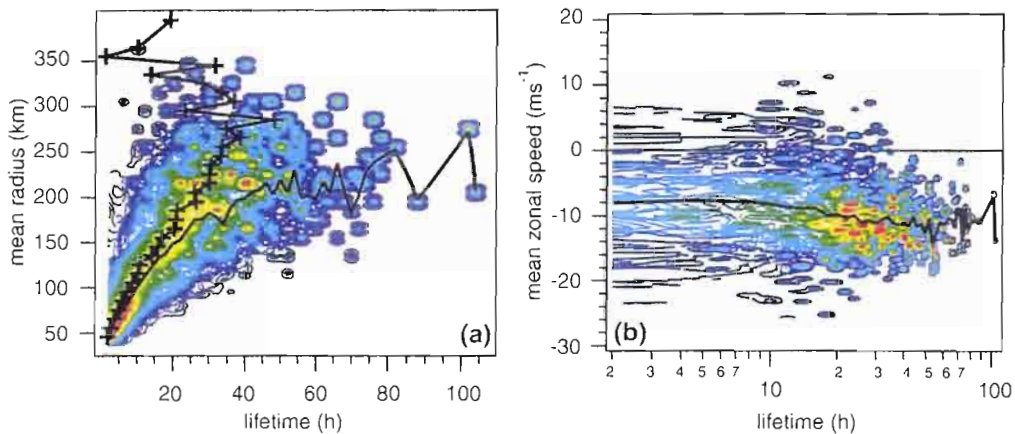 350
300
250
200
150
100
50
mean radius (km)
(a)
20 40 60 80 100
lifetime (h)
20
10
0
-10
-20
-30
mean zonal speed (ms⁻¹)
(b)
2 3 4 5 6 7 10 2 3 4 5 6 7 100
lifetime (h)